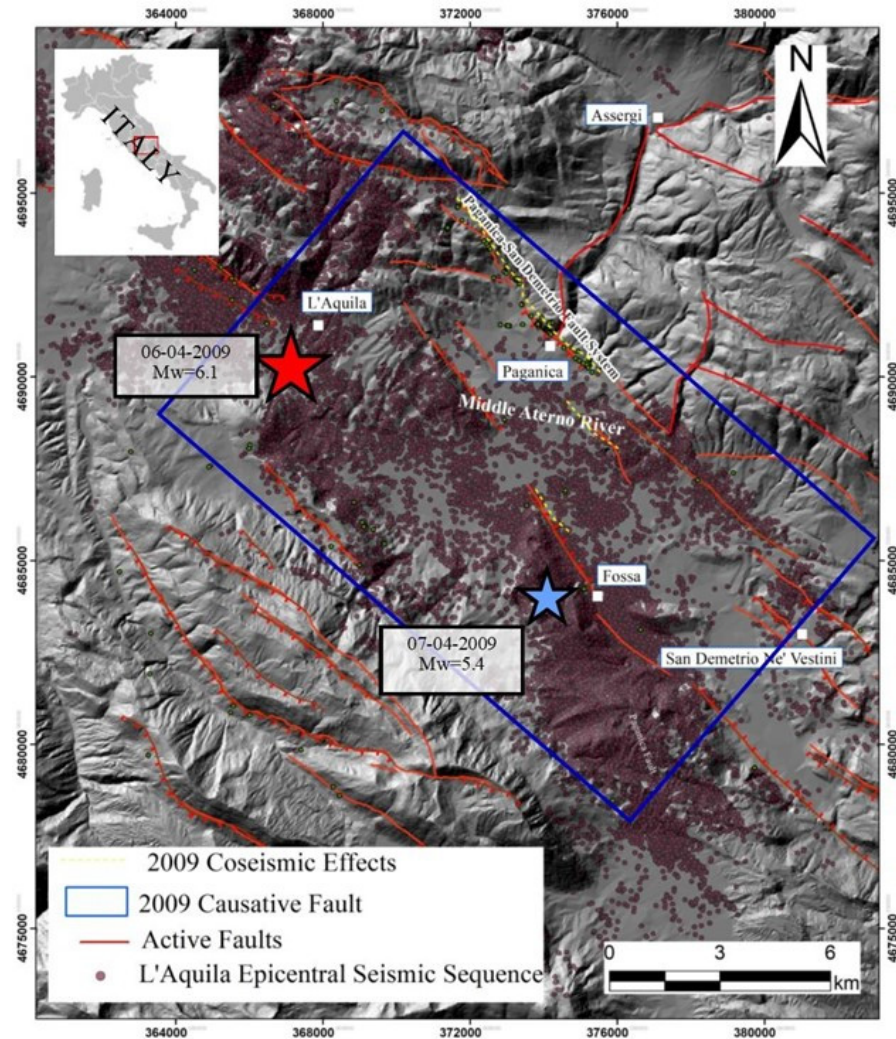 364000 368000 372000 376000 380000
ITALY
N
Assergi
4695000 4695000
Paganica-San Demetrio Fault System
L'Aquila
06-04-2009
Mw=6.1
Paganica
4690000 4690000
Middle Aterno River
4685000 4685000
Fossa
07-04-2009
Mw=5.4
San Demetrio Ne' Vestini
4680000 4680000
2009 Coseismic Effects
2009 Causative Fault
Active Faults
L'Aquila Epicentral Seismic Sequence
4675000 4675000
0 3 6
km
364000 368000 372000 376000 380000